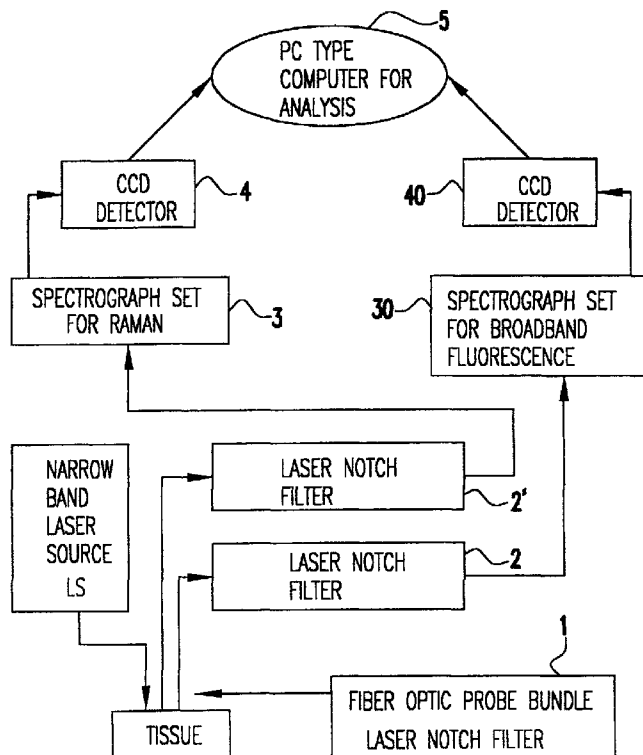 5
PC TYPE
COMPUTER FOR
ANALYSIS
CCD
DETECTOR
4
40
CCD
DETECTOR
SPECTROGRAPH SET
FOR RAMAN
3
30
SPECTROGRAPH SET
FOR BROADBAND
FLUORESCENCE
NARROW
BAND
LASER
SOURCE
LS
LASER NOTCH
FILTER
2'
LASER NOTCH
FILTER
2
1
TISSUE
FIBER OPTIC PROBE BUNDLE
LASER NOTCH FILTER